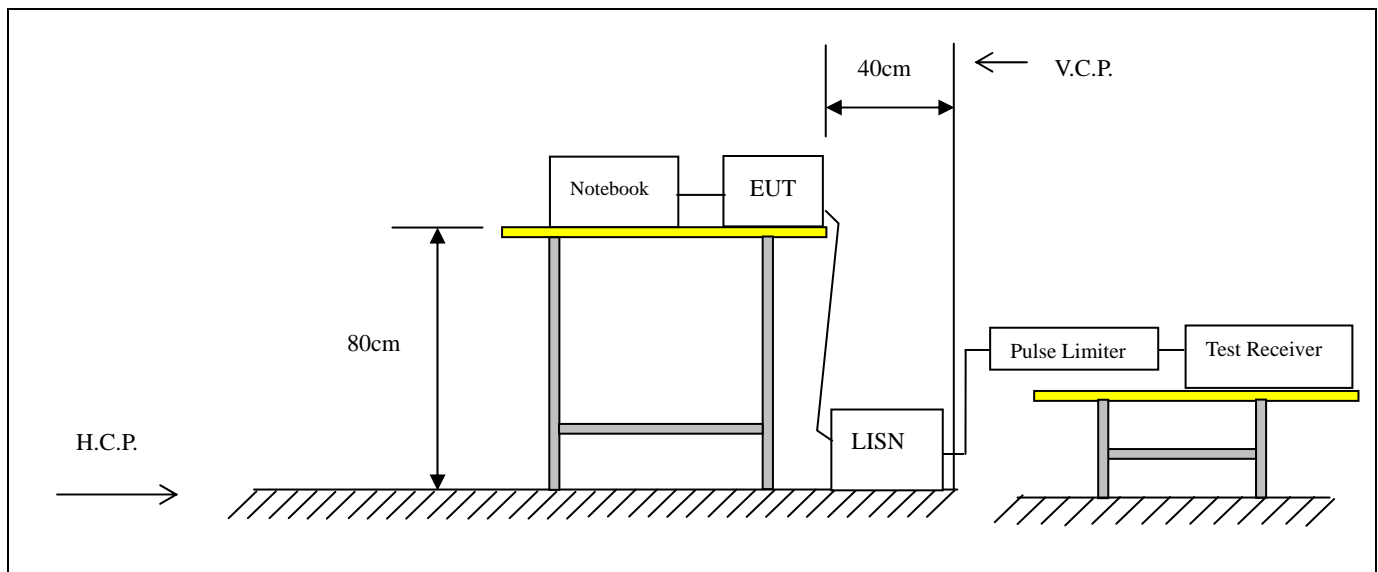 40cm
V.C.P.
Notebook
EUT
80cm
Pulse Limiter
Test Receiver
H.C.P.
LISN